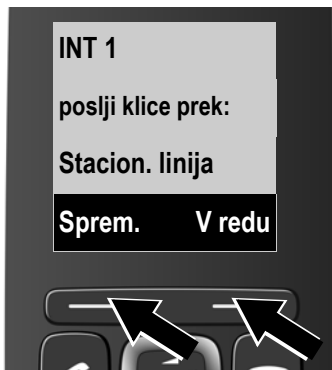 INT 1
poslji klice prek:
Stacion. linija
Sprem. V redu